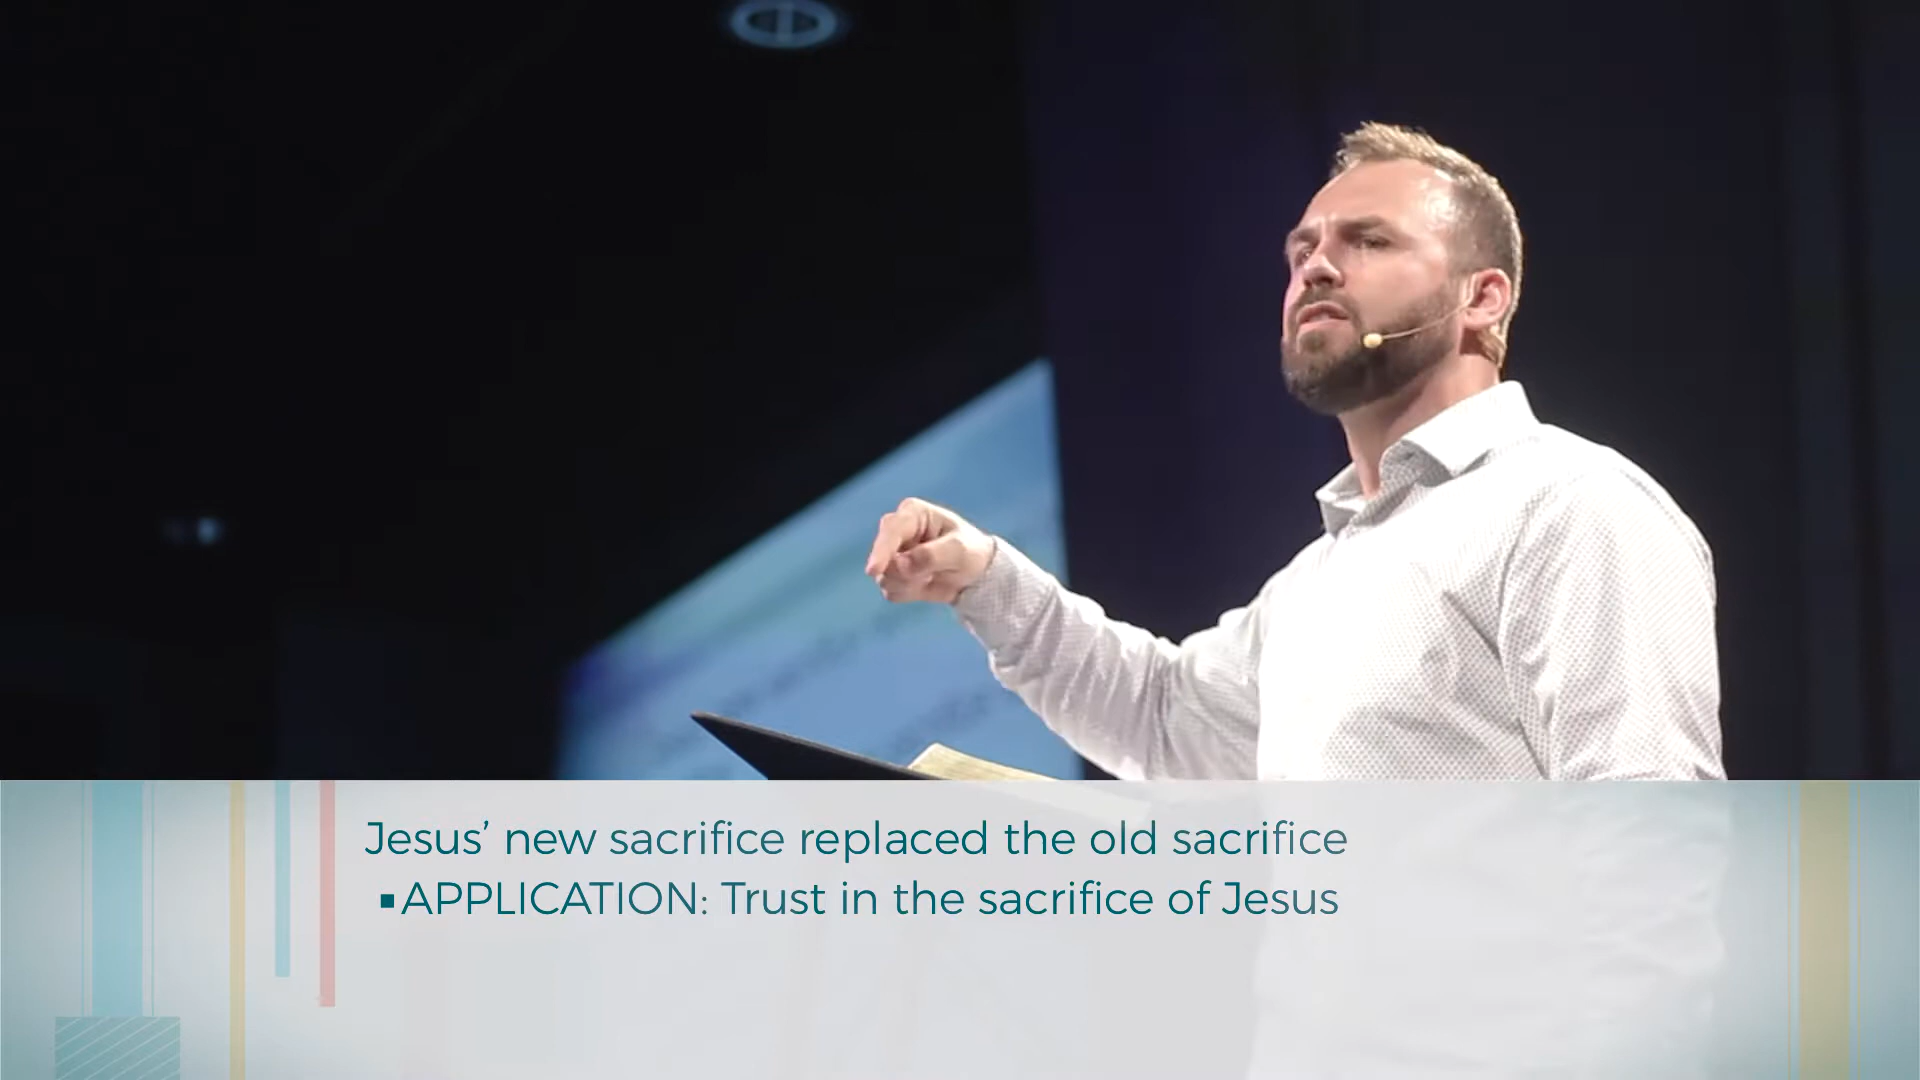 Jesus’ new sacrifice replaced the old sacrifice
▪APPLICATION: Trust in the sacrifice of Jesus